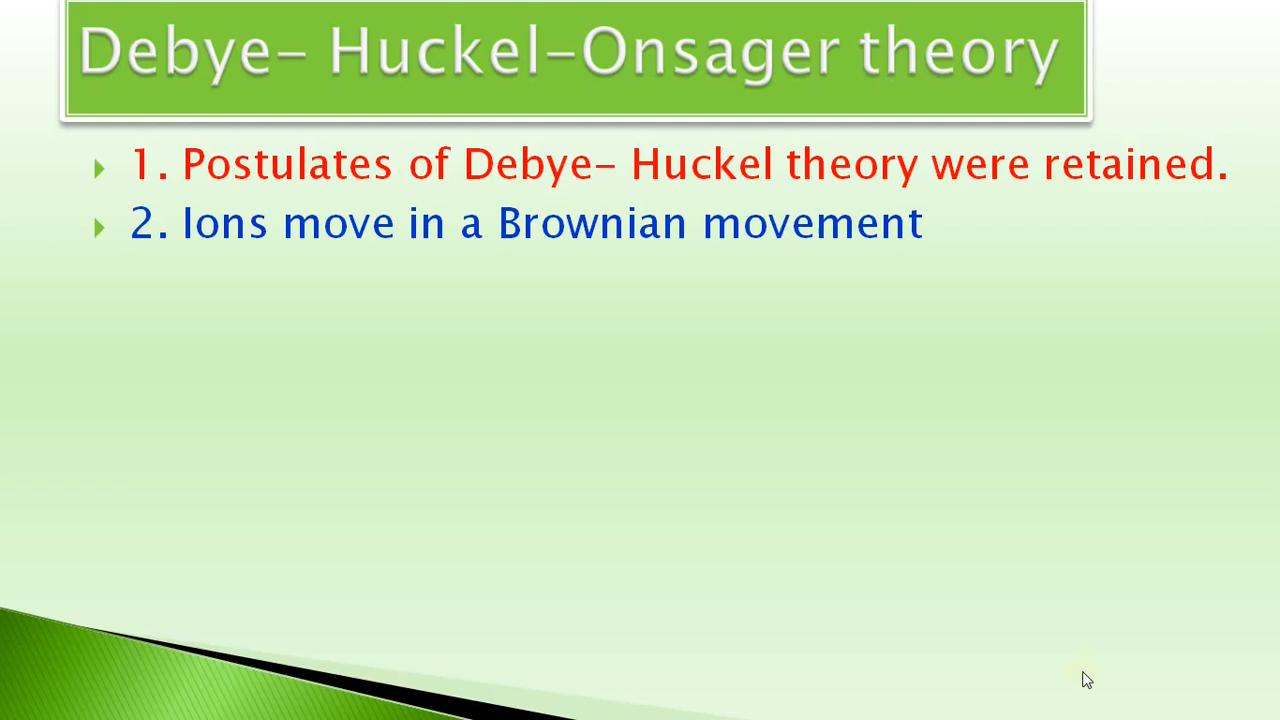 Debye- Huckel-Onsager theory
1. Postulates of Debye- Huckel theory were retained.
2. Ions move in a Brownian movement